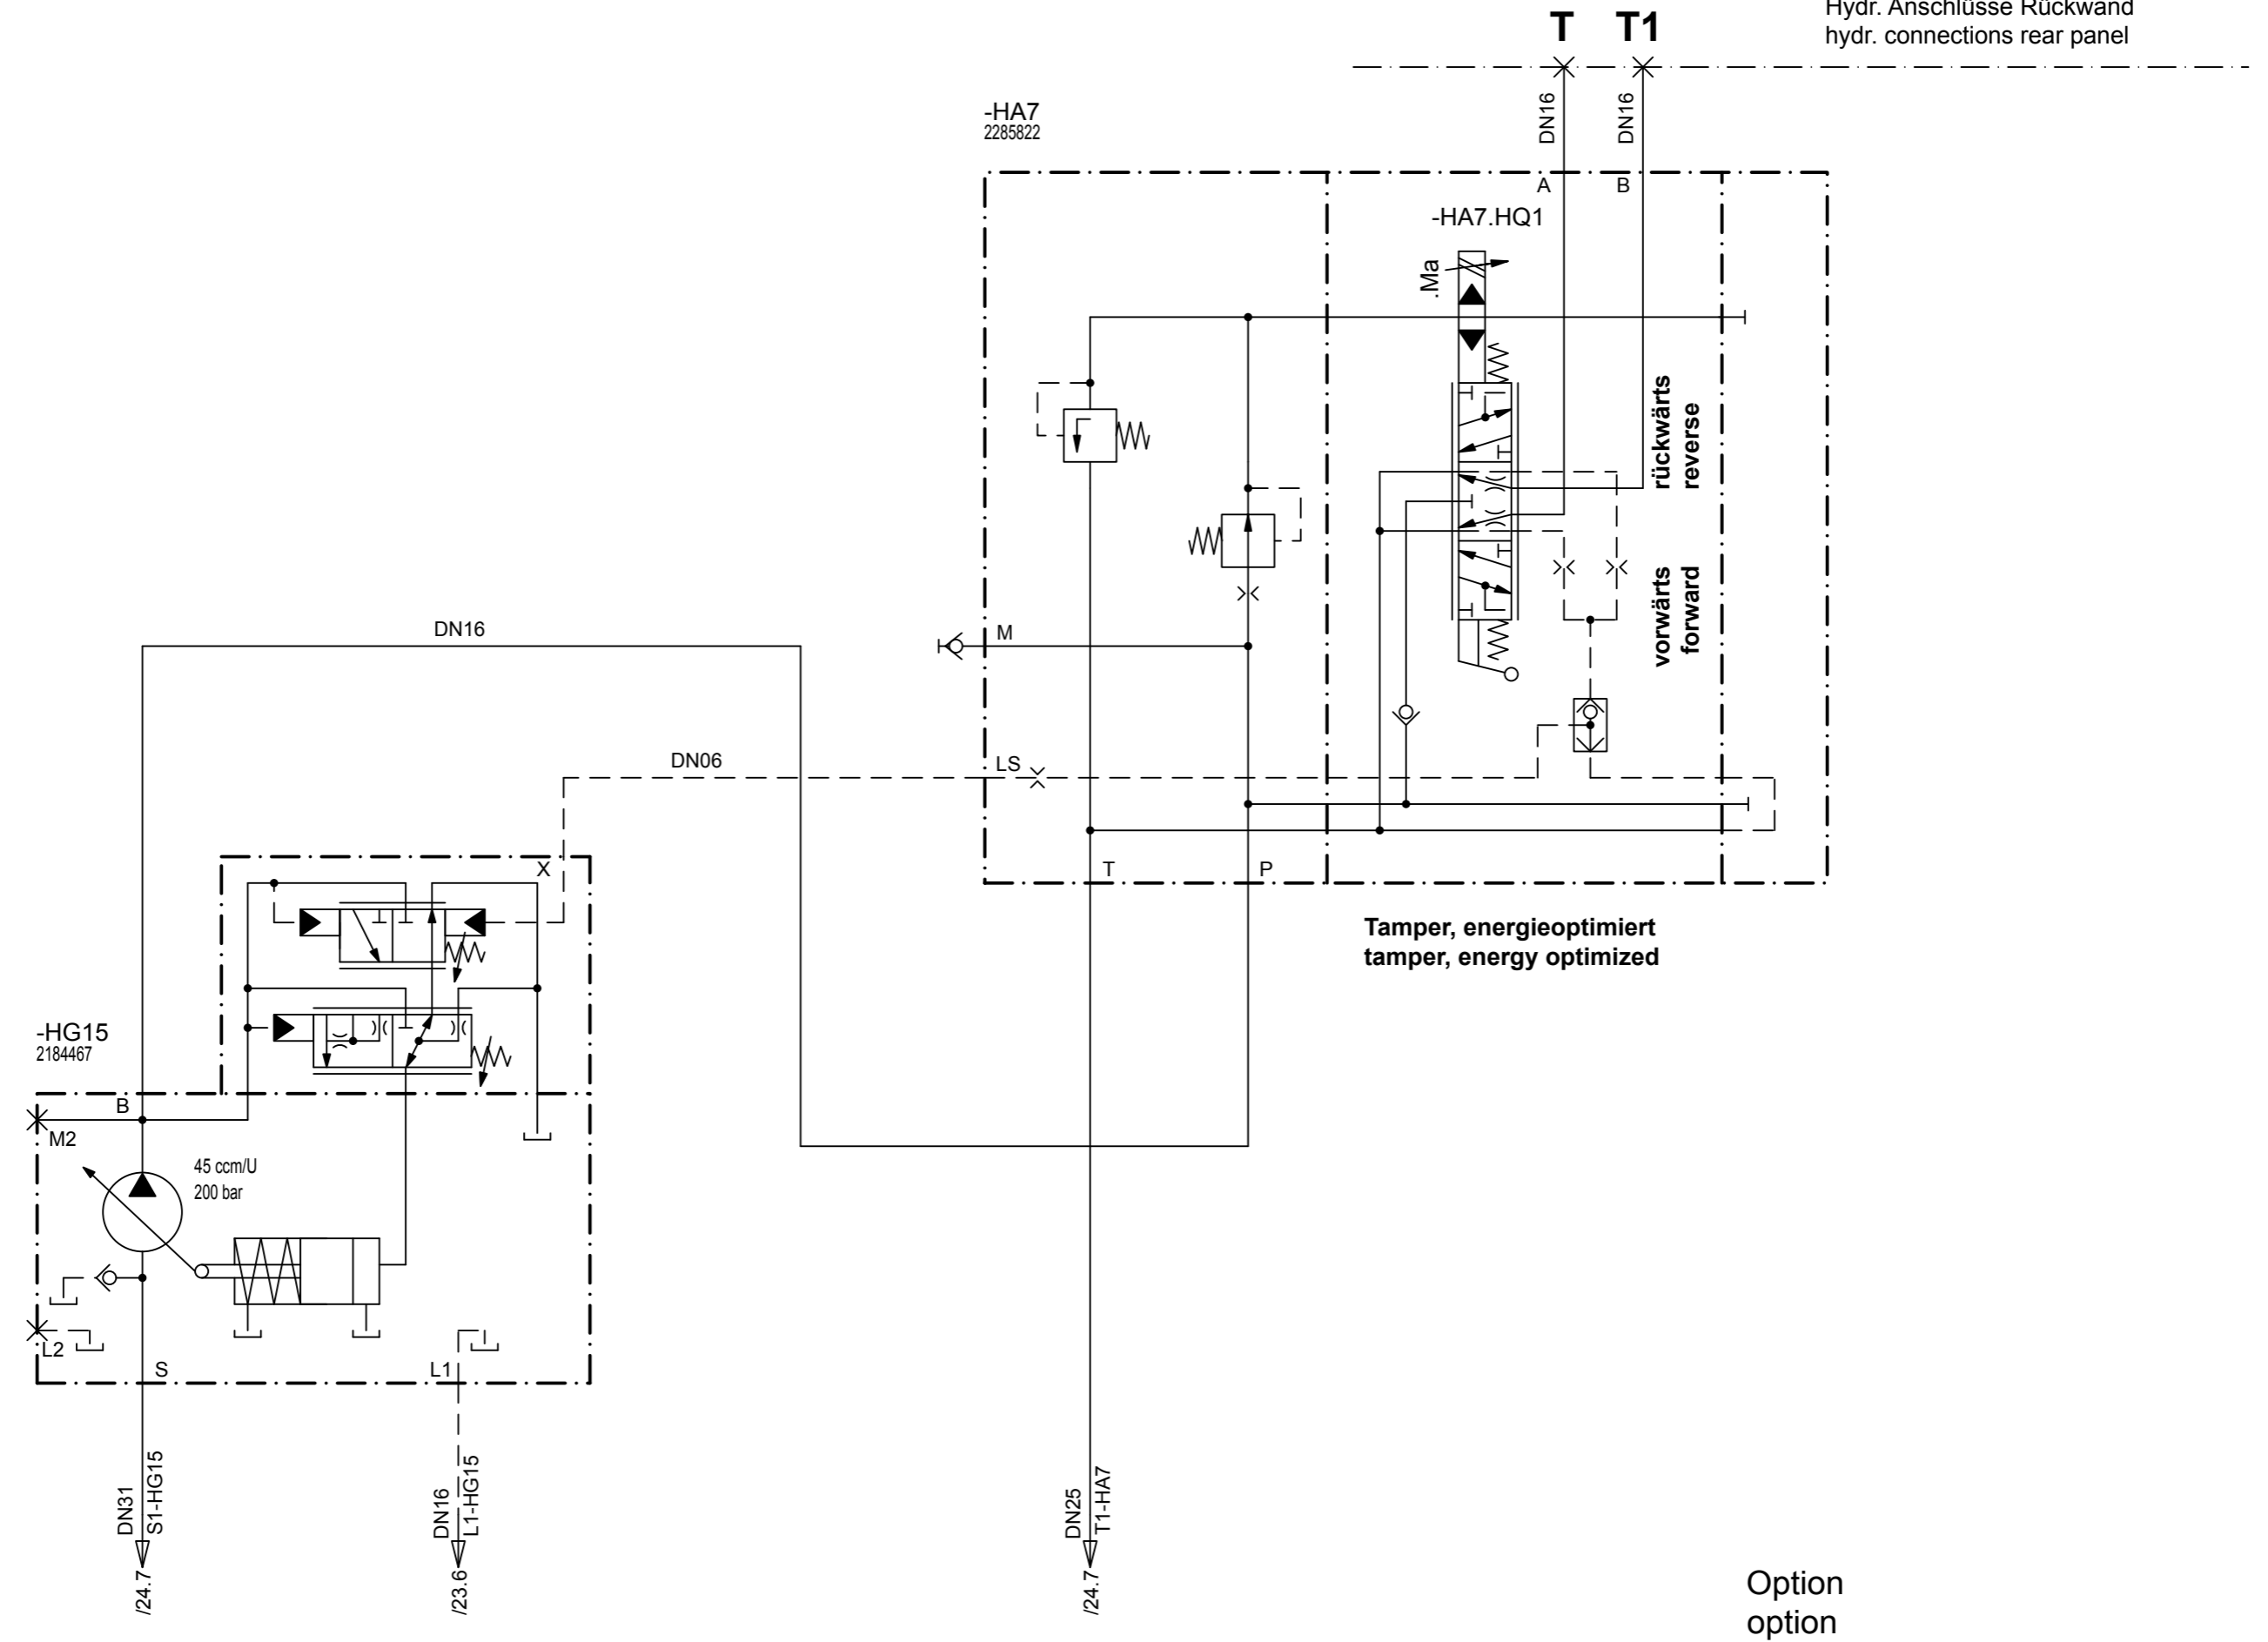 T T1
Hydr. Anschlüsse Rückwand
hydr. connections rear panel
DN16
DN16
-HA7
2285822
A
B
-HA7.HQ1
.Ma
rückwärts
reverse
vorwärts
forward
DN16
M
DN06
LS
X
T
P
Tamper, energieoptimiert
tamper, energy optimized
-HG15
2184467
B
M2
45 ccm/U
200 bar
L2
S
L1
DN31
S1-HG15
/24.7
DN16
L1-HG15
/23.6
DN25
T1-HA7
/24.7
Option
option